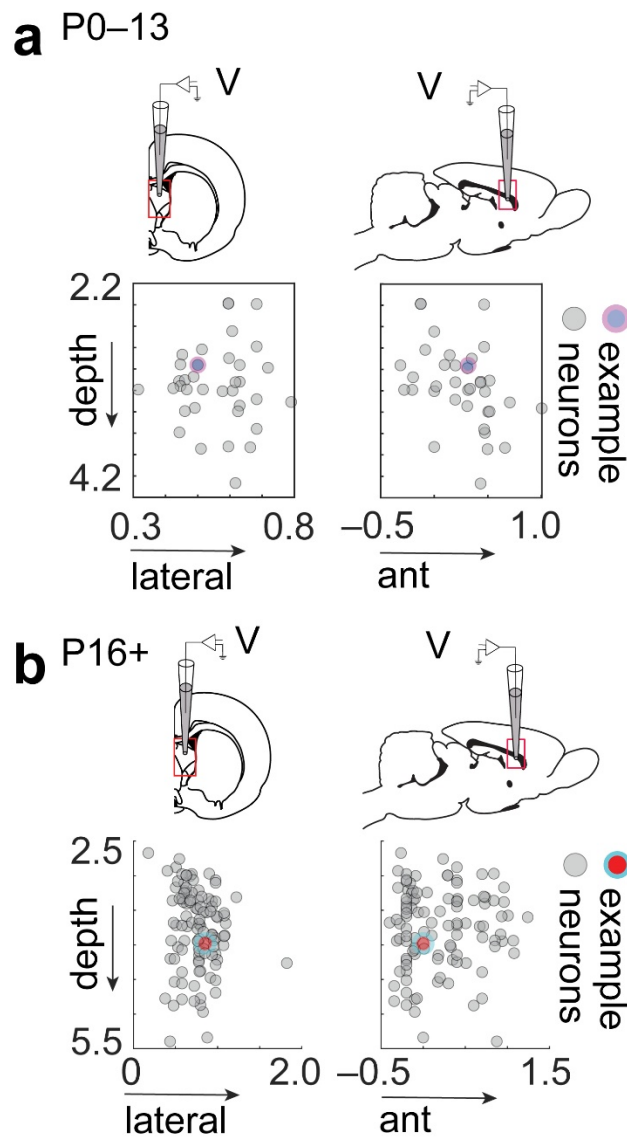 a P0–13
V V
2.2
depth
4.2
0.3 0.8 −0.5 1.0
lateral ant
example
neurons
b P16+
V V
2.5
depth
5.5
0 2.0 −0.5 1.5
lateral ant
example
neurons